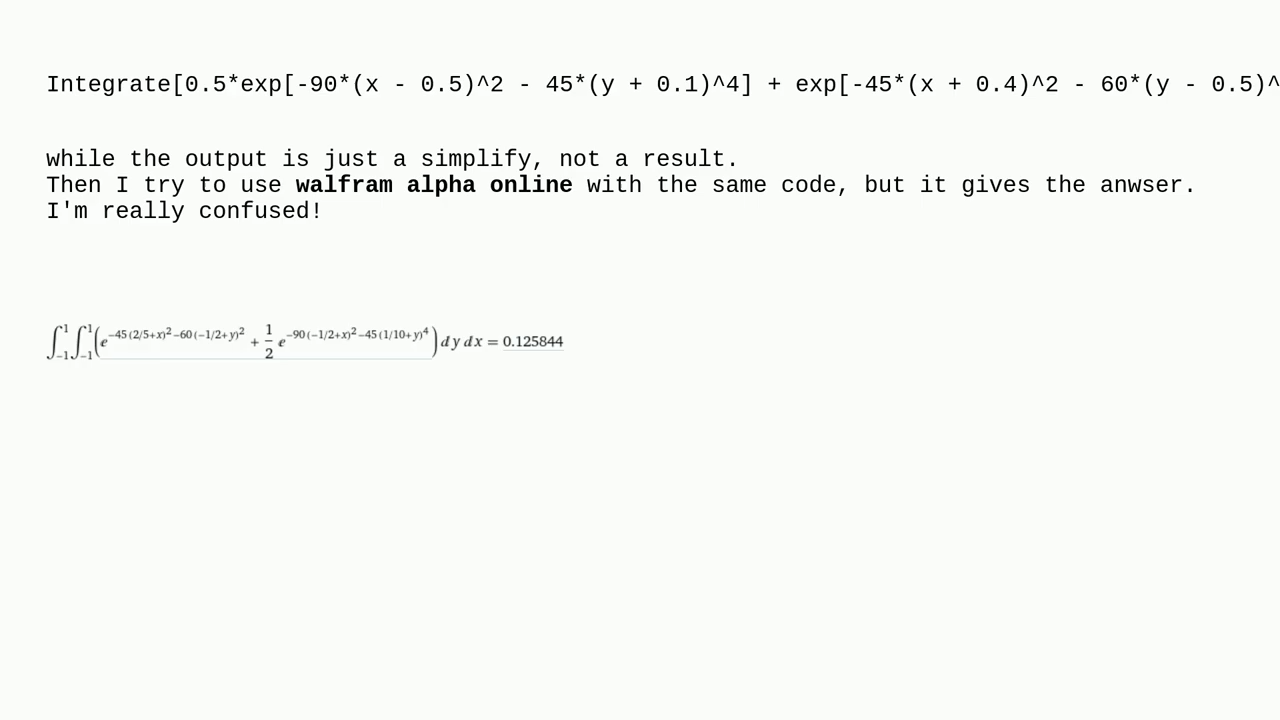 Integrate[0.5*exp[-90*(x - 0.5)^2 - 45*(y + 0.1)^4] + exp[-45*(x + 0.4)^2 - 60*(y - 0.5)^
while the output is just a simplify, not a result.
Then I try to use walfram alpha online with the same code, but it gives the anwser.
I'm really confused!
∫_{-1}^{1}∫_{-1}^{1}(e^{-45(2/5+x)^2-60(-1/2+y)^2} + 1/2 e^{-90(-1/2+x)^2-45(1/10+y)^4}) dy dx = 0.125844